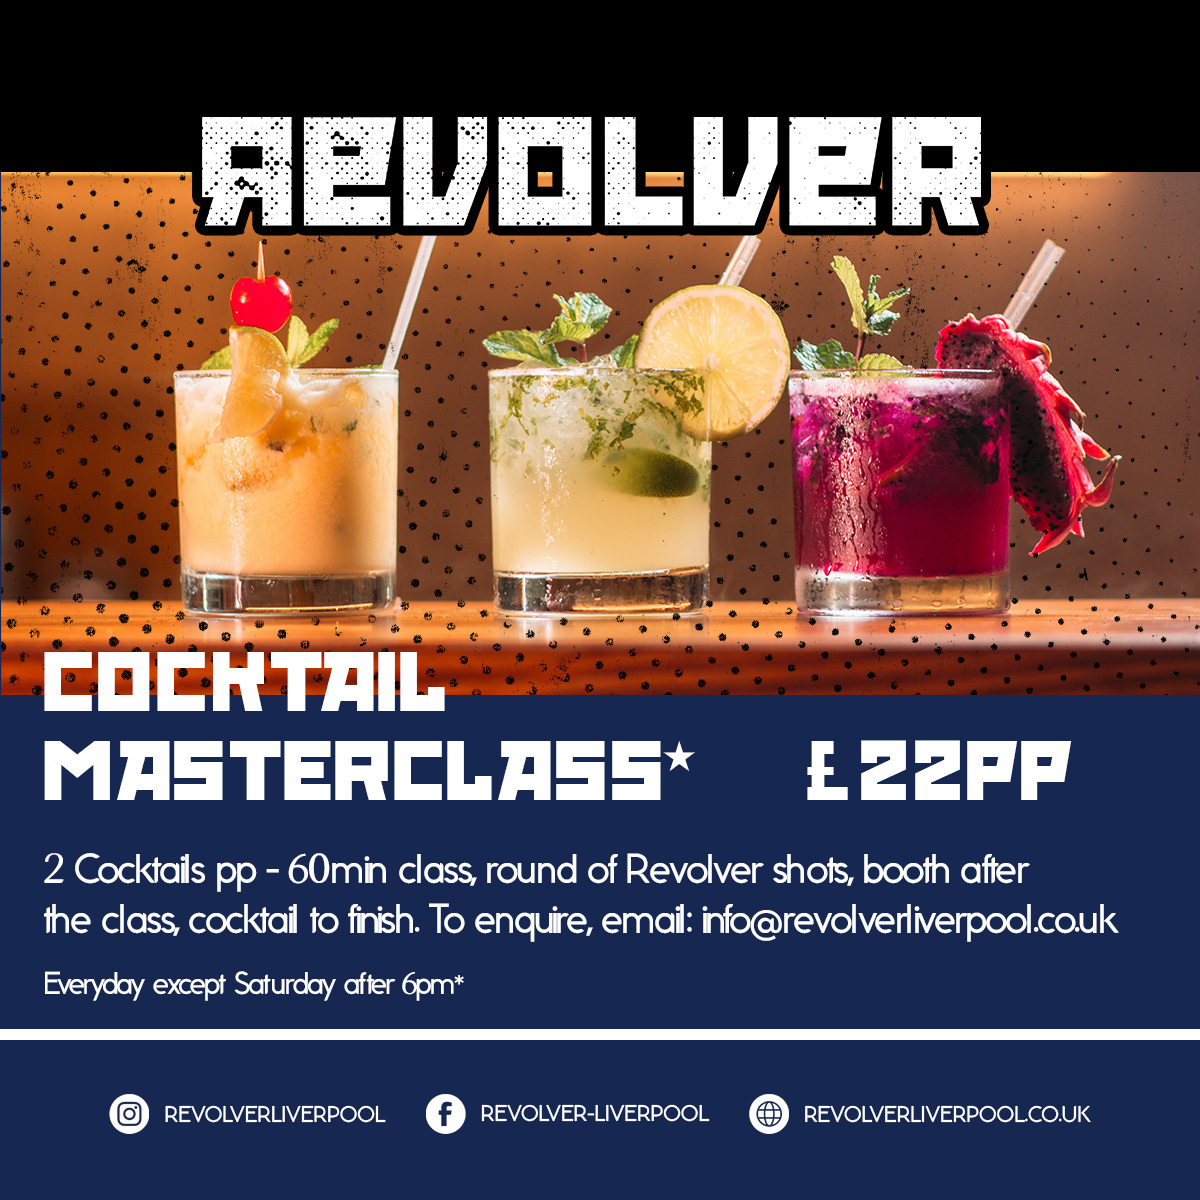 REVOLVER
COCKTAIL
MASTERCLASS* £22PP
2 Cocktails pp - 60min class, round of Revolver shots, booth after
the class, cocktail to finish. To enquire, email: info@revolverliverpool.co.uk
Everyday except Saturday after 6pm*
REVOLVERLIVERPOOL REVOLVER-LIVERPOOL REVOLVERLIVERPOOL.CO.UK